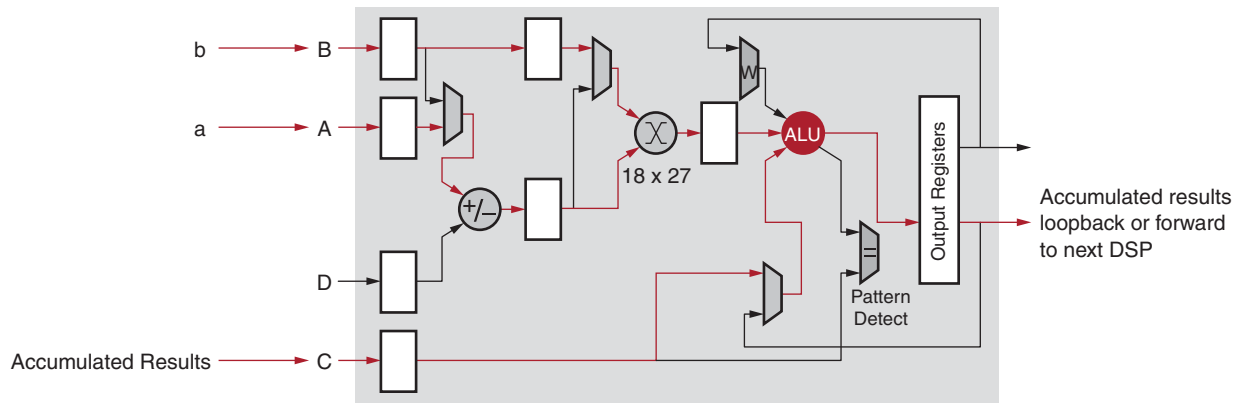 b
B
W
a
A
ALU
18 x 27
+/–
Output Registers
Accumulated results
loopback or forward
to next DSP
D
=
Pattern
Detect
Accumulated Results
C